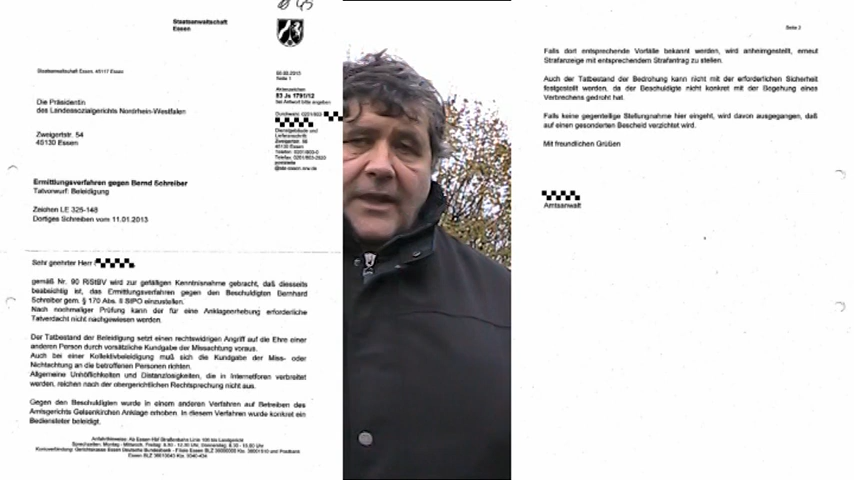 Staatsanwaltschaft
Essen
Staatsanwaltschaft Essen, 45117 Essen
Seite 1
Aktenzeichen
83 Js 1791/12
bei Antwort bitte angeben
Die Präsidentin
des Landessozialgerichts Nordrhein-Westfalen
Dienstgebäude und
Lieferanschrift
Zweigertstr. 56
45130 Essen
Telefon: 0201/803-0
Telefax: 0201/803-2920
poststelle
@sta-essen.nrw.de
Zweigertstr. 54
45130 Essen
Ermittlungsverfahren gegen Bernd Schreiber
Tatvorwurf: Beleidigung
Zeichen LE 326-148
Dortiges Schreiben vom 11.01.2013
Sehr geehrter Herr
gemäß Nr. 90 RiStBV wird zur gefälligen Kenntnisnahme gebracht, daß diesseits
beabsichtig ist, das Ermittlungsverfahren gegen den Beschuldigten Bernhard
Schreiber gem. § 170 Abs. II StPO einzustellen.
Nach nochmaliger Prüfung kann der für eine Anklageerhebung erforderliche
Tatverdacht nicht nachgewiesen werden.
Der Tatbestand der Beleidigung setzt einen rechtswidrigen Angriff auf die Ehre einer
anderen Person durch vorsätzliche Kundgabe der Missachtung voraus.
Auch bei einer Kollektivbeleidigung muß sich die Kundgabe der Miss- oder
Nichtachtung an die betroffenen Personen richten.
Allgemeine Unhöflichkeiten und Distanzlosigkeiten, die in Internetforen verbreitet
werden, reichen nach der obergerichtlichen Rechtsprechung nicht aus.
Gegen den Beschuldigten wurde in einem anderen Verfahren auf Betreiben des
Amtsgerichts Gelsenkirchen Anklage erhoben. In diesem Verfahren wurde konkret ein
Bediensteter beleidigt.
Seite 2
Falls dort entsprechende Vorfälle bekannt werden, wird anheimgestellt, erneut
Strafanzeige mit entsprechendem Strafantrag zu stellen.
Auch der Tatbestand der Bedrohung kann nicht mit der erforderlichen Sicherheit
festgestellt werden, da der Beschuldigte nicht konkret mit der Begehung eines
Verbrechens gedroht hat.
Falls keine gegenteilige Stellungnahme hier eingeht, wird davon ausgegangen, daß
auf einen gesonderten Bescheid verzichtet wird.
Mit freundlichen Grüßen
Amtsanwalt